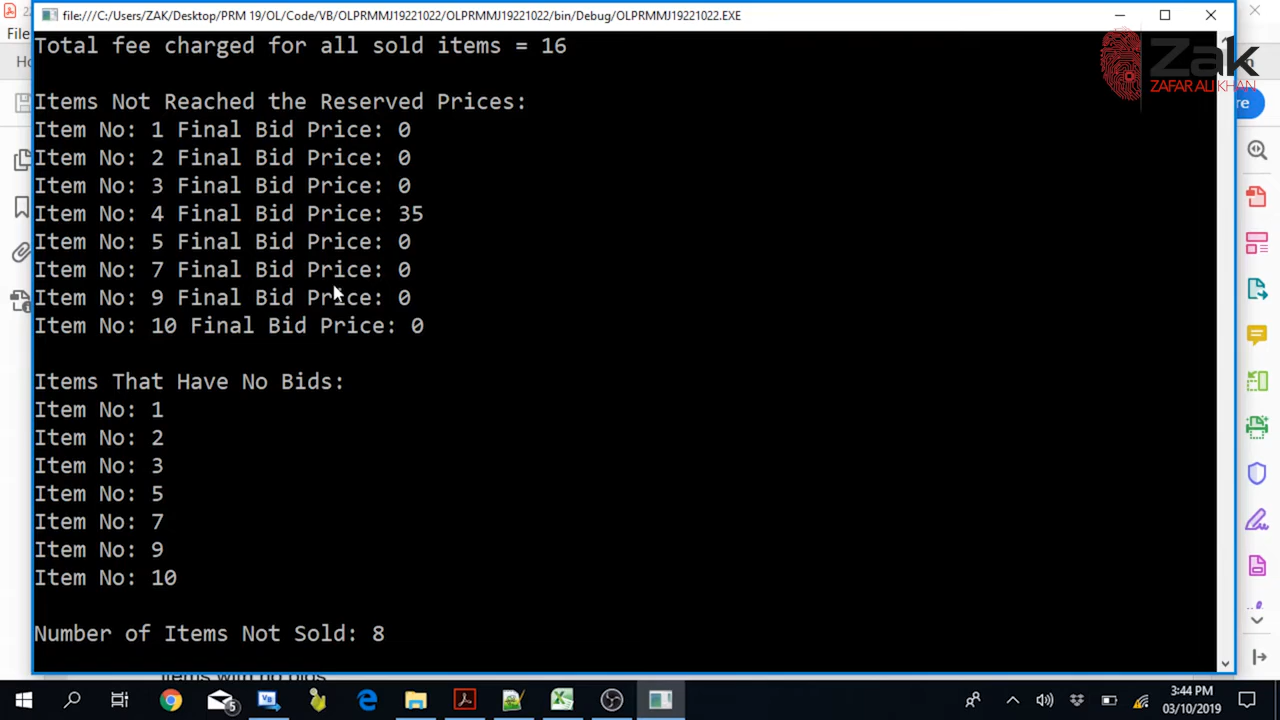 file:///C:/Users/ZAK/Desktop/PRM 19/OL/Code/VB/OLPRMMJ19221022/OLPRMMJ19221022/bin/Debug/OLPRMMJ19221022.EXE
File
Zak
ZAFAR ALI KHAN
Total fee charged for all sold items = 16
Items Not Reached the Reserved Prices:
Item No: 1 Final Bid Price: 0
Item No: 2 Final Bid Price: 0
Item No: 3 Final Bid Price: 0
Item No: 4 Final Bid Price: 35
Item No: 5 Final Bid Price: 0
Item No: 7 Final Bid Price: 0
Item No: 9 Final Bid Price: 0
Item No: 10 Final Bid Price: 0
Items That Have No Bids:
Item No: 1
Item No: 2
Item No: 3
Item No: 5
Item No: 7
Item No: 9
Item No: 10
Number of Items Not Sold: 8
5
3:44 PM
03/10/2019